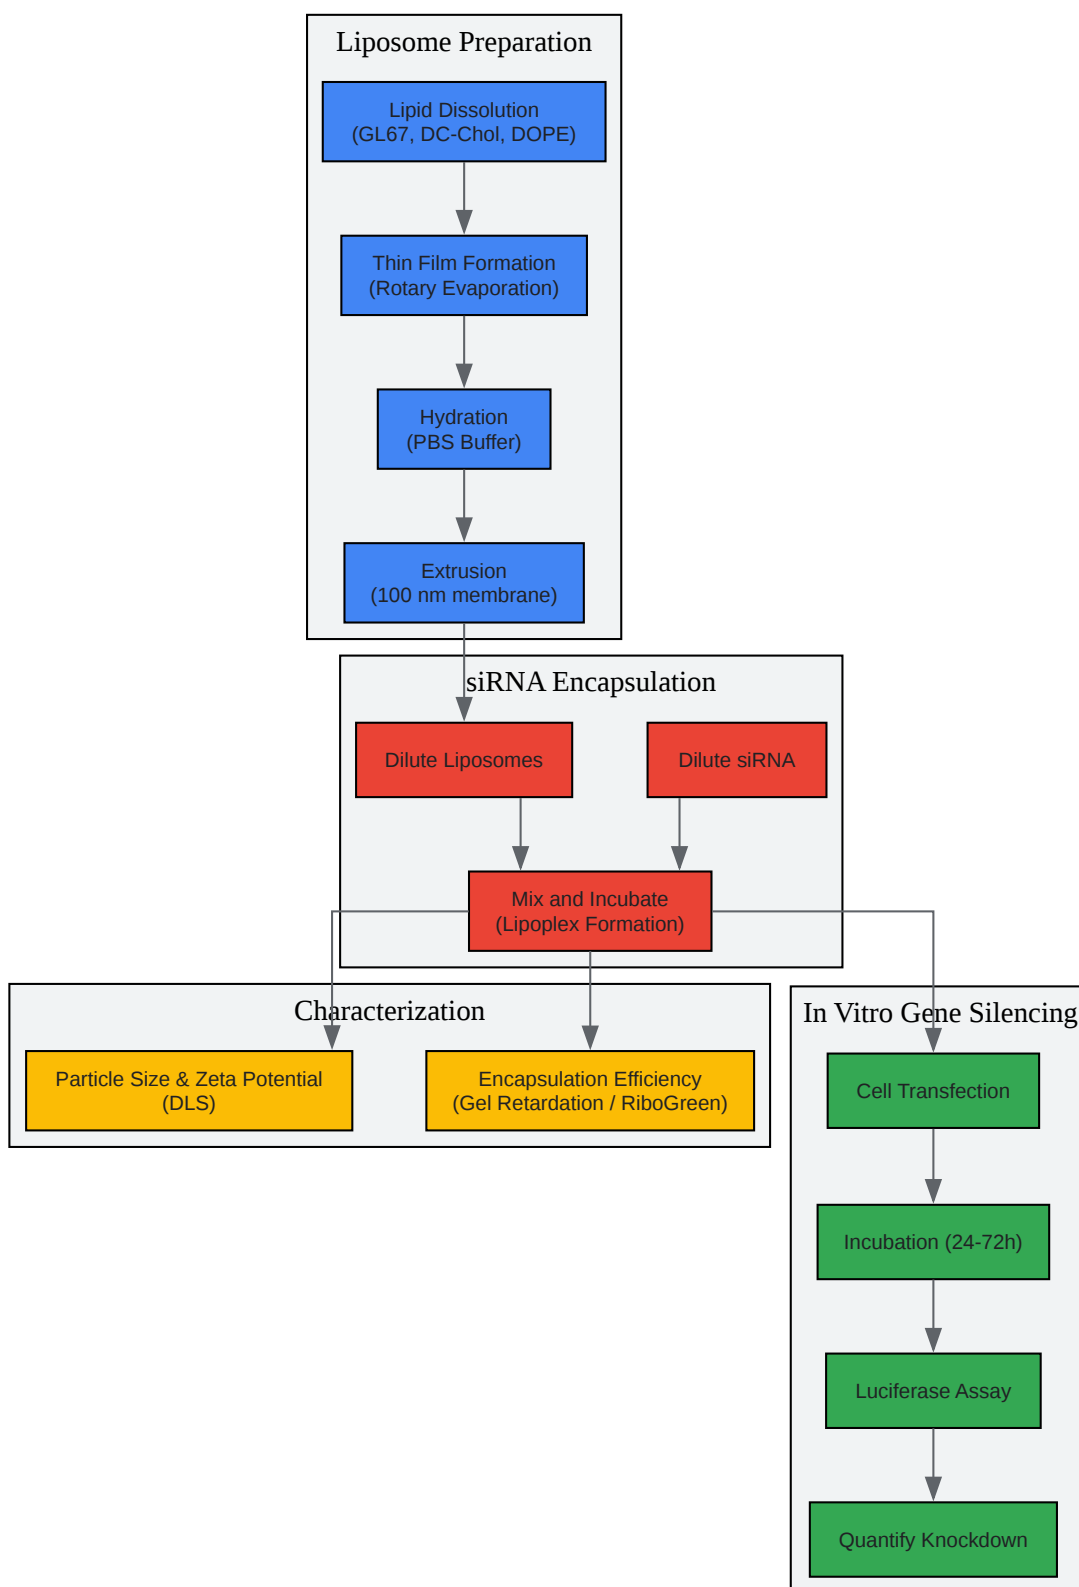 Liposome Preparation
Lipid Dissolution
(GL67, DC-Chol, DOPE)
Thin Film Formation
(Rotary Evaporation)
Hydration
(PBS Buffer)
Extrusion
(100 nm membrane)
siRNA Encapsulation
Dilute Liposomes
Dilute siRNA
Mix and Incubate
(Lipoplex Formation)
Characterization
Particle Size & Zeta Potential
(DLS)
Encapsulation Efficiency
(Gel Retardation / RiboGreen)
In Vitro Gene Silencing
Cell Transfection
Incubation (24-72h)
Luciferase Assay
Quantify Knockdown